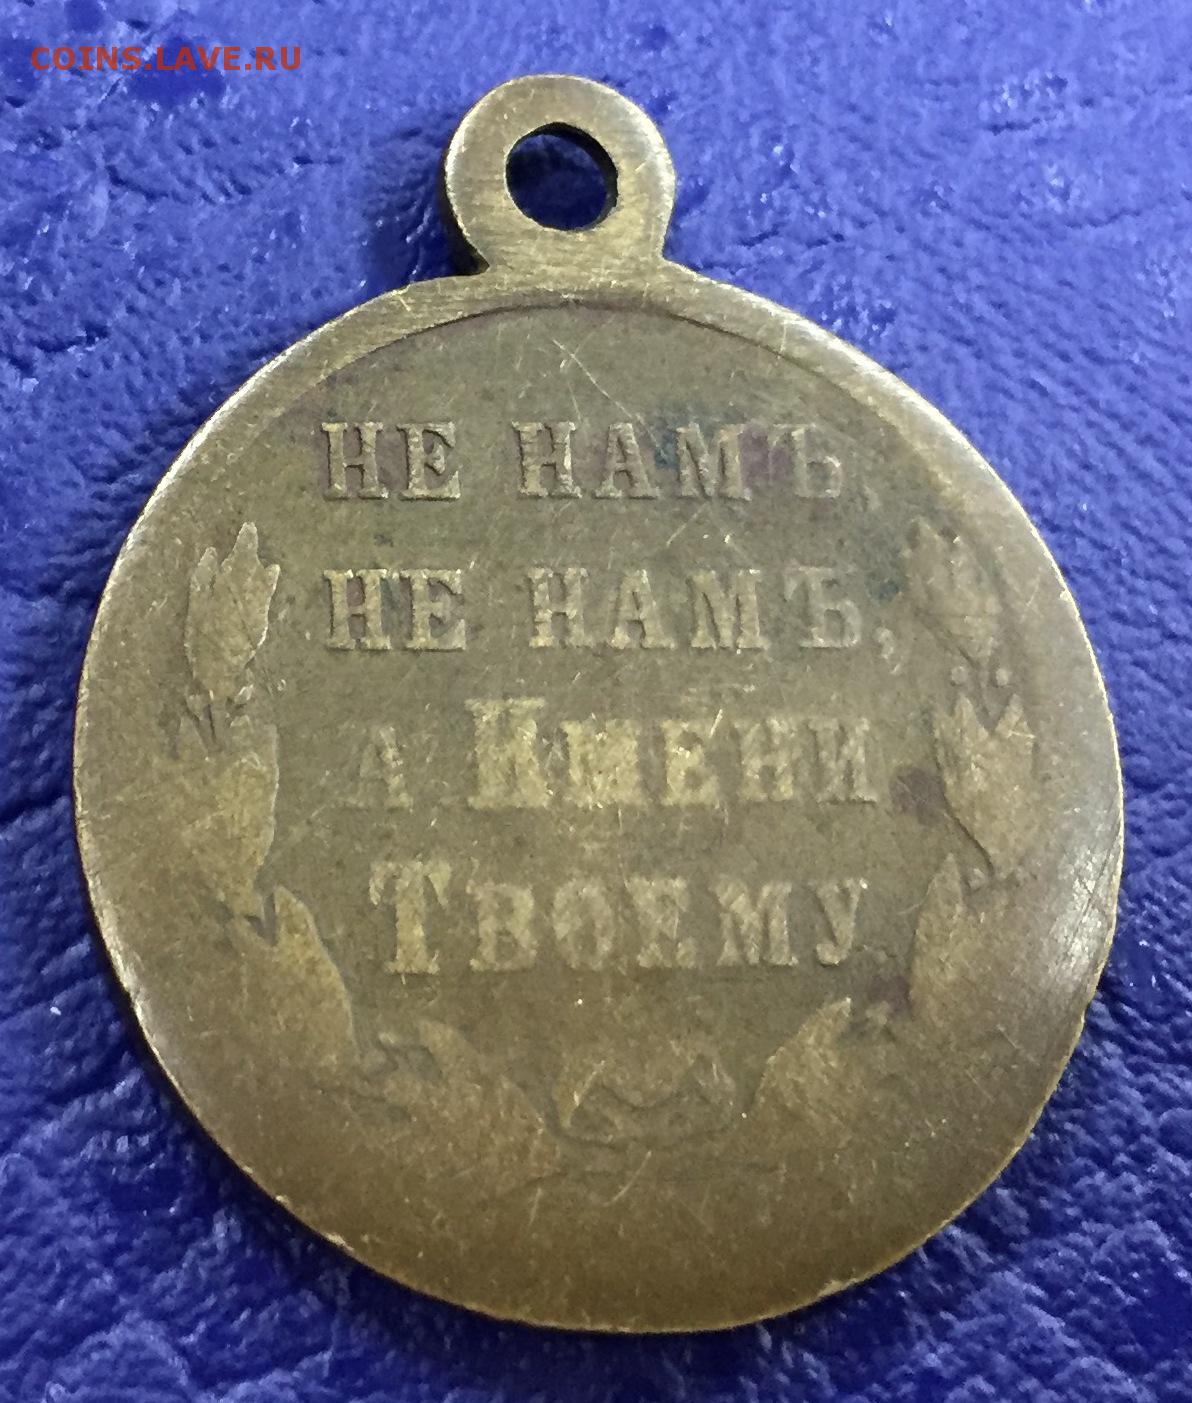 COINS.LAVE.RU
НЕ НАМЪ,
НЕ НАМЪ,
А ИМЕНИ
ТВОЕМУ